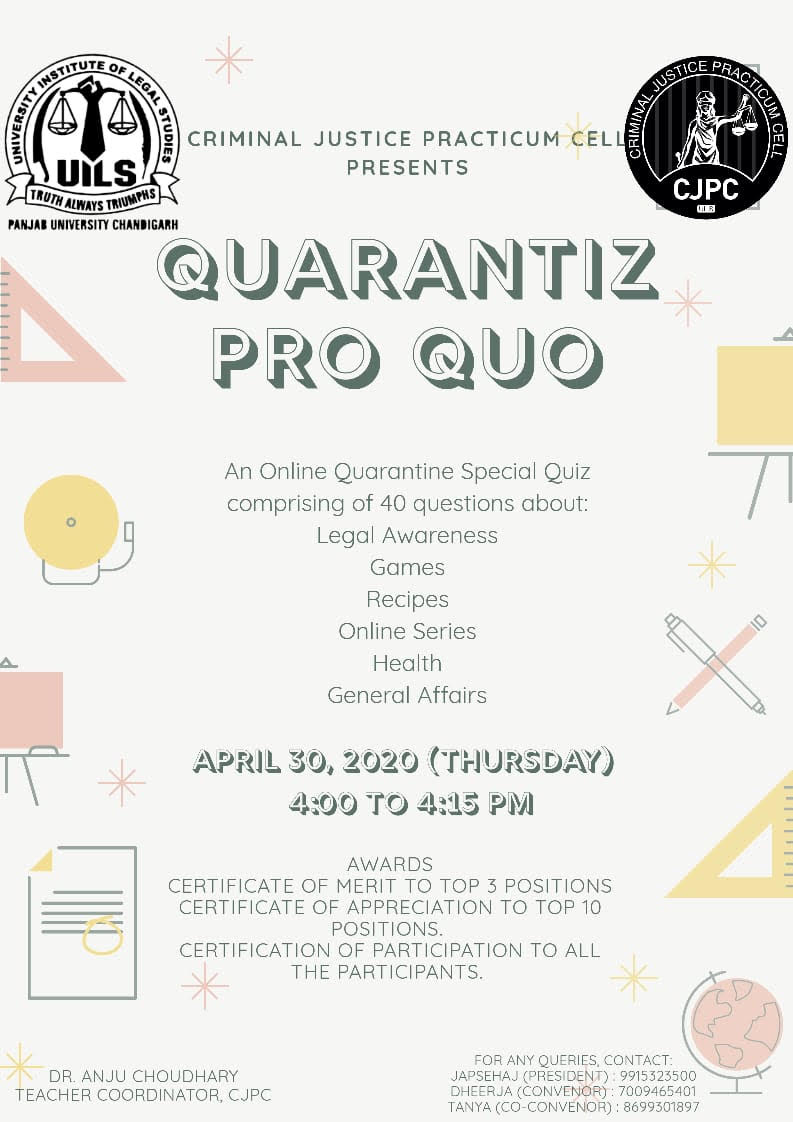 UNIVERSITY INSTITUTE OF LEGAL STUDIES
UILS
TRUTH ALWAYS TRIUMPHS
PANJAB UNIVERSITY CHANDIGARH
CRIMINAL JUSTICE PRACTICUM CELL
PRESENTS
CRIMINAL JUSTICE PRACTICUM CELL
CJPC
UILS
QUARANTIZ
PRO QUO
An Online Quarantine Special Quiz
comprising of 40 questions about:
Legal Awareness
Games
Recipes
Online Series
Health
General Affairs
APRIL 30, 2020 (THURSDAY)
4:00 TO 4:15 PM
AWARDS
CERTIFICATE OF MERIT TO TOP 3 POSITIONS
CERTIFICATE OF APPRECIATION TO TOP 10
POSITIONS.
CERTIFICATION OF PARTICIPATION TO ALL
THE PARTICIPANTS.
DR. ANJU CHOUDHARY
TEACHER COORDINATOR, CJPC
FOR ANY QUERIES, CONTACT:
JAPSEHAJ (PRESIDENT) : 9915323500
DHEERJA (CONVENOR) : 7009465401
TANYA (CO-CONVENOR) : 8699301897